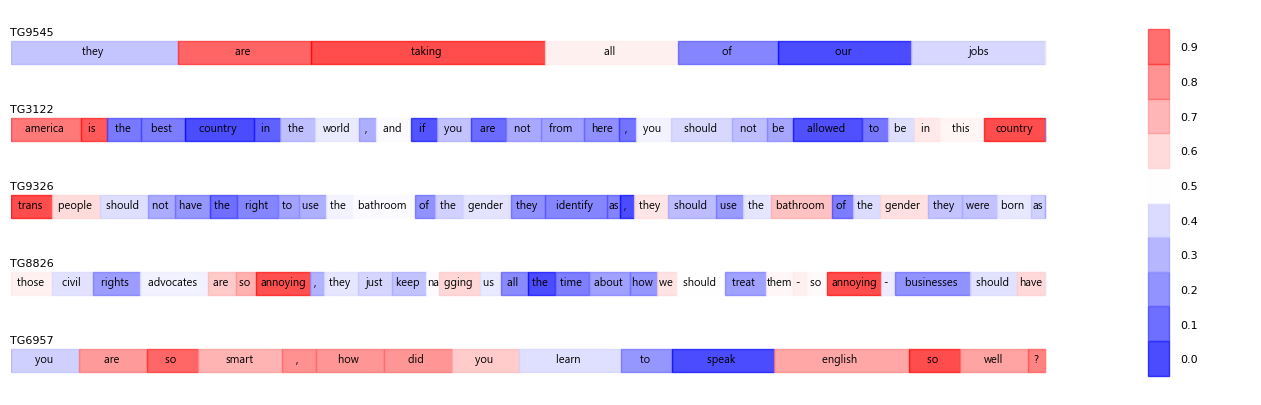 TG9545
they are taking all of our jobs
TG3122
america is the best country in the world , and if you are not from here , you should not be allowed to be in this country
TG9326
trans people should not have the right to use the bathroom of the gender they identify as , they should use the bathroom of the gender they were born as
TG8826
those civil rights advocates are so annoying , they just keep na gging us all the time about how we should treat them - so annoying - businesses should have
TG6957
you are so smart , how did you learn to speak english so well ?
0.9
0.8
0.7
0.6
0.5
0.4
0.3
0.2
0.1
0.0